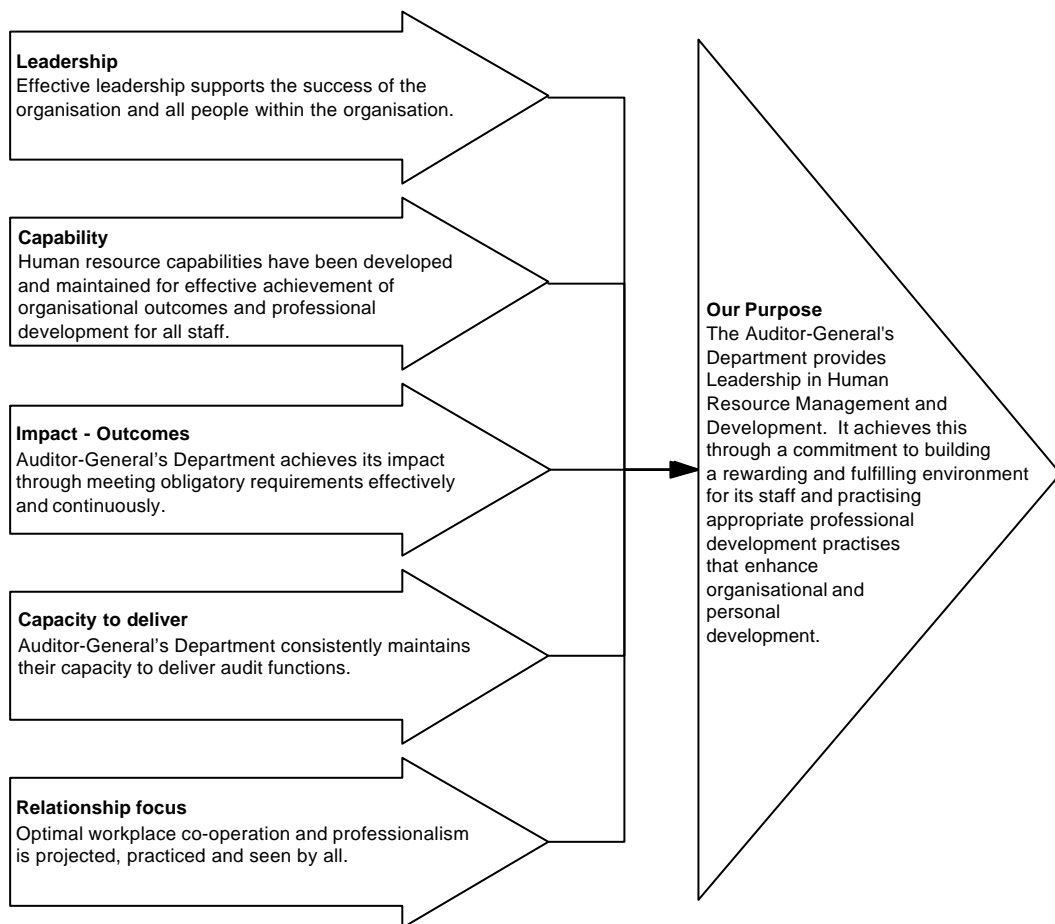 Leadership
Effective leadership supports the success of the
organisation and all people within the organisation.
Capability
Human resource capabilities have been developed
and maintained for effective achievement of
organisational outcomes and professional
development for all staff.
Impact - Outcomes
Auditor-General’s Department achieves its impact
through meeting obligatory requirements effectively
and continuously.
Capacity to deliver
Auditor-General’s Department consistently maintains
their capacity to deliver audit functions.
Relationship focus
Optimal workplace co-operation and professionalism
is projected, practiced and seen by all.
Our Purpose
The Auditor-General's
Department provides
Leadership in Human
Resource Management and
Development.  It achieves this
through a commitment to building
a rewarding and fulfilling environment
for its staff and practising
appropriate professional
development practises
that enhance
organisational and
personal
development.